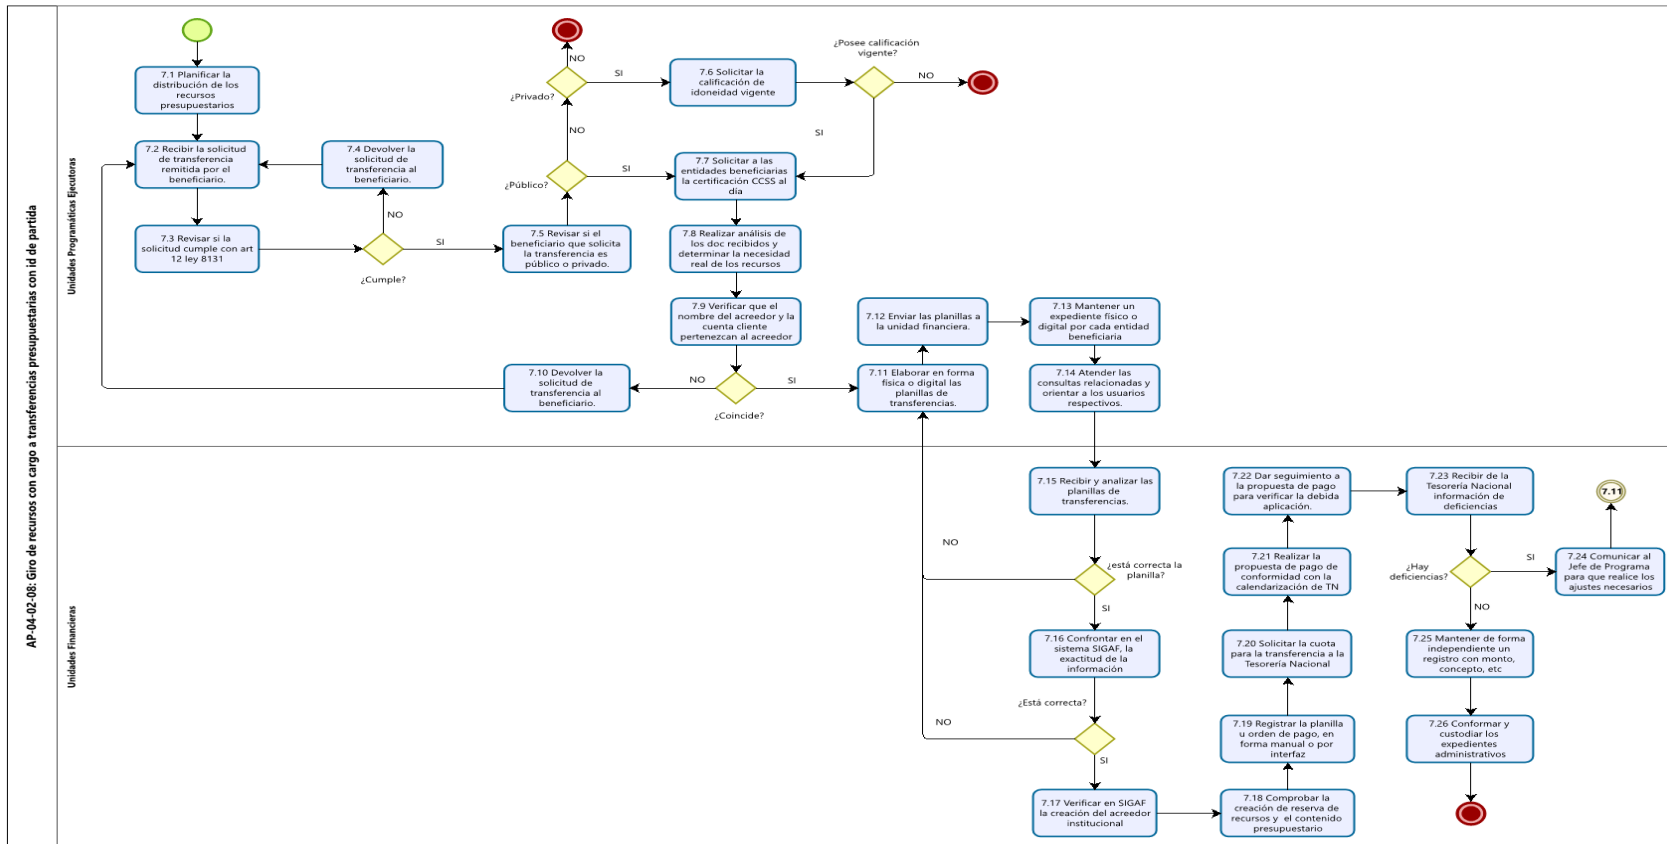 AP-04-02-08: Giro de recursos con cargo a transferencias presupuestarias con id de partida
Unidades Programáticas Ejecutoras
7.1 Planificar la
distribución de los
recursos
presupuestarios
7.2 Recibir la solicitud
de transferencia
remitida por el
beneficiario.
7.3 Revisar si la
solicitud cumple con art
12 ley 8131
7.4 Devolver la
solicitud de
transferencia al
beneficiario.
NO
SI
¿Cumple?
7.5 Revisar si el
beneficiario que solicita
la transferencia es
público o privado.
¿Público?
NO
SI
¿Privado?
NO
SI
7.6 Solicitar la
calificación de
idoneidad vigente
¿Posee calificación
vigente?
NO
SI
7.7 Solicitar a las
entidades beneficiarias
la certificación CCSS al
día
7.8 Realizar análisis de
los doc recibidos y
determinar la necesidad
real de los recursos
7.9 Verificar que el
nombre del acreedor y la
cuenta cliente
pertenezcan al acreedor
NO
SI
¿Coincide?
7.10 Devolver la
solicitud de
transferencia al
beneficiario.
7.11 Elaborar en forma
física o digital las
planillas de
transferencias.
7.12 Enviar las planillas a
la unidad financiera.
7.13 Mantener un
expediente físico o
digital por cada entidad
beneficiaria
7.14 Atender las
consultas relacionadas y
orientar a los usuarios
respectivos.
Unidades Financieras
7.15 Recibir y analizar las
planillas de
transferencias.
NO
¿está correcta la
planilla?
SI
7.16 Confrontar en el
sistema SIGAF, la
exactitud de la
información
¿Está correcta?
NO
SI
7.17 Verificar en SIGAF
la creación del acreedor
institucional
7.18 Comprobar la
creación de reserva de
recursos y el contenido
presupuestario
7.19 Registrar la planilla
u orden de pago, en
forma manual o por
interfaz
7.20 Solicitar la cuota
para la transferencia a la
Tesorería Nacional
7.21 Realizar la
propuesta de pago de
conformidad con la
calendarización de TN
7.22 Dar seguimiento a
la propuesta de pago
para verificar la debida
aplicación.
7.23 Recibir de la
Tesorería Nacional
información de
deficiencias
¿Hay
deficiencias?
SI
NO
7.24 Comunicar al
Jefe de Programa
para que realice los
ajustes necesarios
7.11
7.25 Mantener de forma
independiente un
registro con monto,
concepto, etc
7.26 Conformar y
custodiar los
expedientes
administrativos